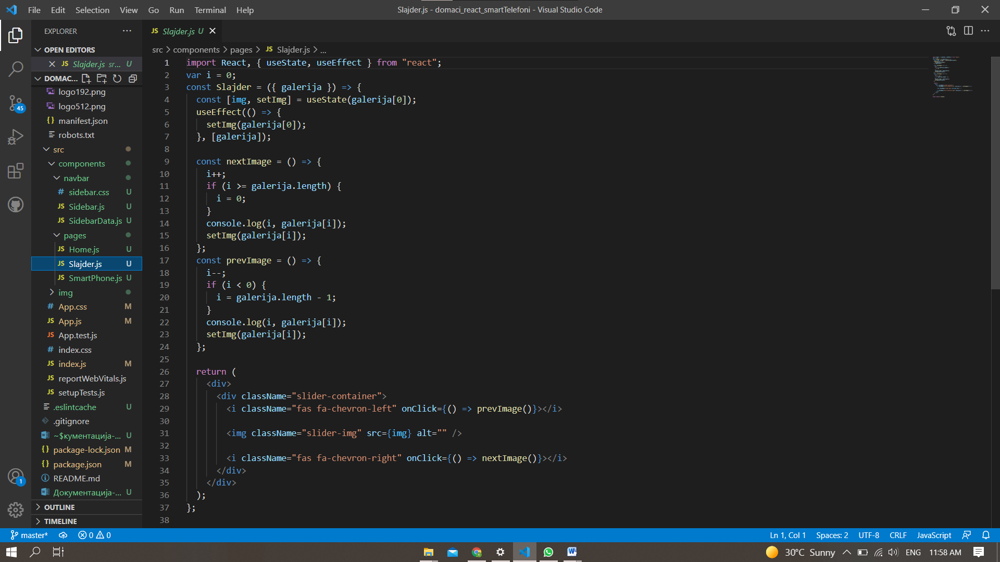 File Edit Selection View Go Run Terminal Help
Slajder.js - domaci_react_smartTelefoni - Visual Studio Code
EXPLORER
OPEN EDITORS
JS Slajder.js sr... U
DOMAC...
logo192.png
logo512.png
{} manifest.json
robots.txt
src
components
navbar
# sidebar.css U
JS Sidebar.js U
JS SidebarData.js U
pages
JS Home.js U
JS Slajder.js U
JS SmartPhone.js U
img
# App.css M
JS App.js M
JS App.test.js
# index.css
JS index.js M
JS reportWebVitals.js
JS setupTests.js
.eslintcache U
.gitignore
~$кументација-... U
{} package-lock.json M
{} package.json M
README.md
Документација-... U
OUTLINE
TIMELINE
45
1
JS Slajder.js U
src > components > pages > JS Slajder.js > ...
1 import React, { useState, useEffect } from "react";
2 var i = 0;
3 const Slajder = ({ galerija }) => {
4 const [img, setImg] = useState(galerija[0]);
5 useEffect(() => {
6 setImg(galerija[0]);
7 }, [galerija]);
8
9 const nextImage = () => {
10 i++;
11 if (i >= galerija.length) {
12 i = 0;
13 }
14 console.log(i, galerija[i]);
15 setImg(galerija[i]);
16 };
17 const prevImage = () => {
18 i--;
19 if (i < 0) {
20 i = galerija.length - 1;
21 }
22 console.log(i, galerija[i]);
23 setImg(galerija[i]);
24 };
25
26 return (
27 <div>
28 <div className="slider-container">
29 <i className="fas fa-chevron-left" onClick={() => prevImage()}></i>
30
31 <img className="slider-img" src={img} alt="" />
32
33 <i className="fas fa-chevron-right" onClick={() => nextImage()}></i>
34 </div>
35 </div>
36 );
37 };
38
master* 0 0
Ln 1, Col 1 Spaces: 2 UTF-8 CRLF JavaScript
30°C Sunny ENG 11:58 AM